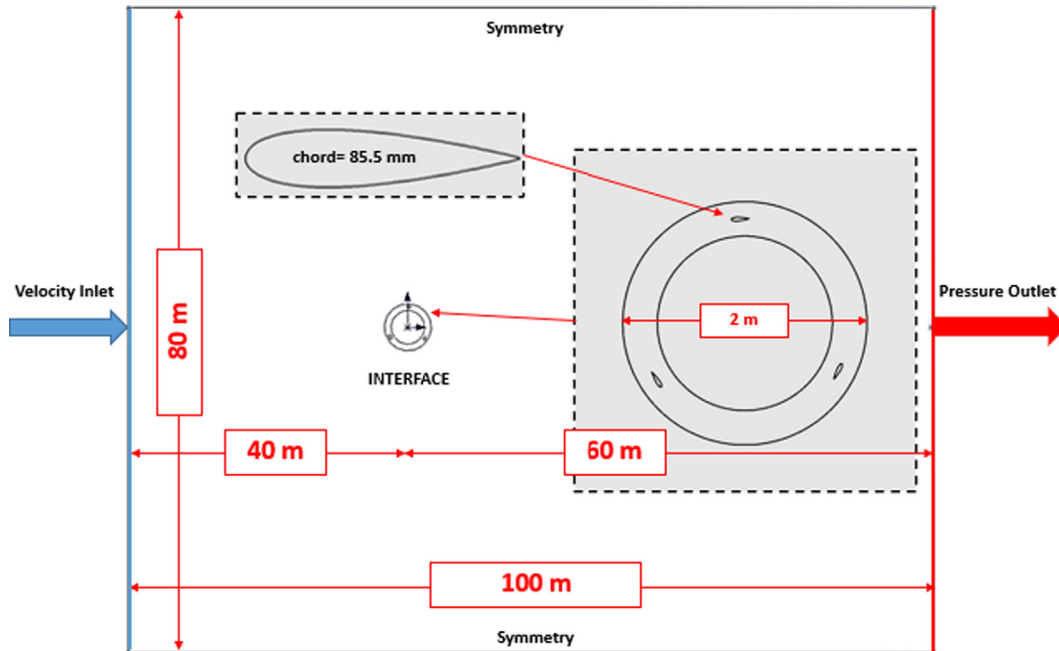 Symmetry
chord= 85.5 mm
Velocity Inlet
80 m
2 m
Pressure Outlet
INTERFACE
40 m
60 m
100 m
Symmetry